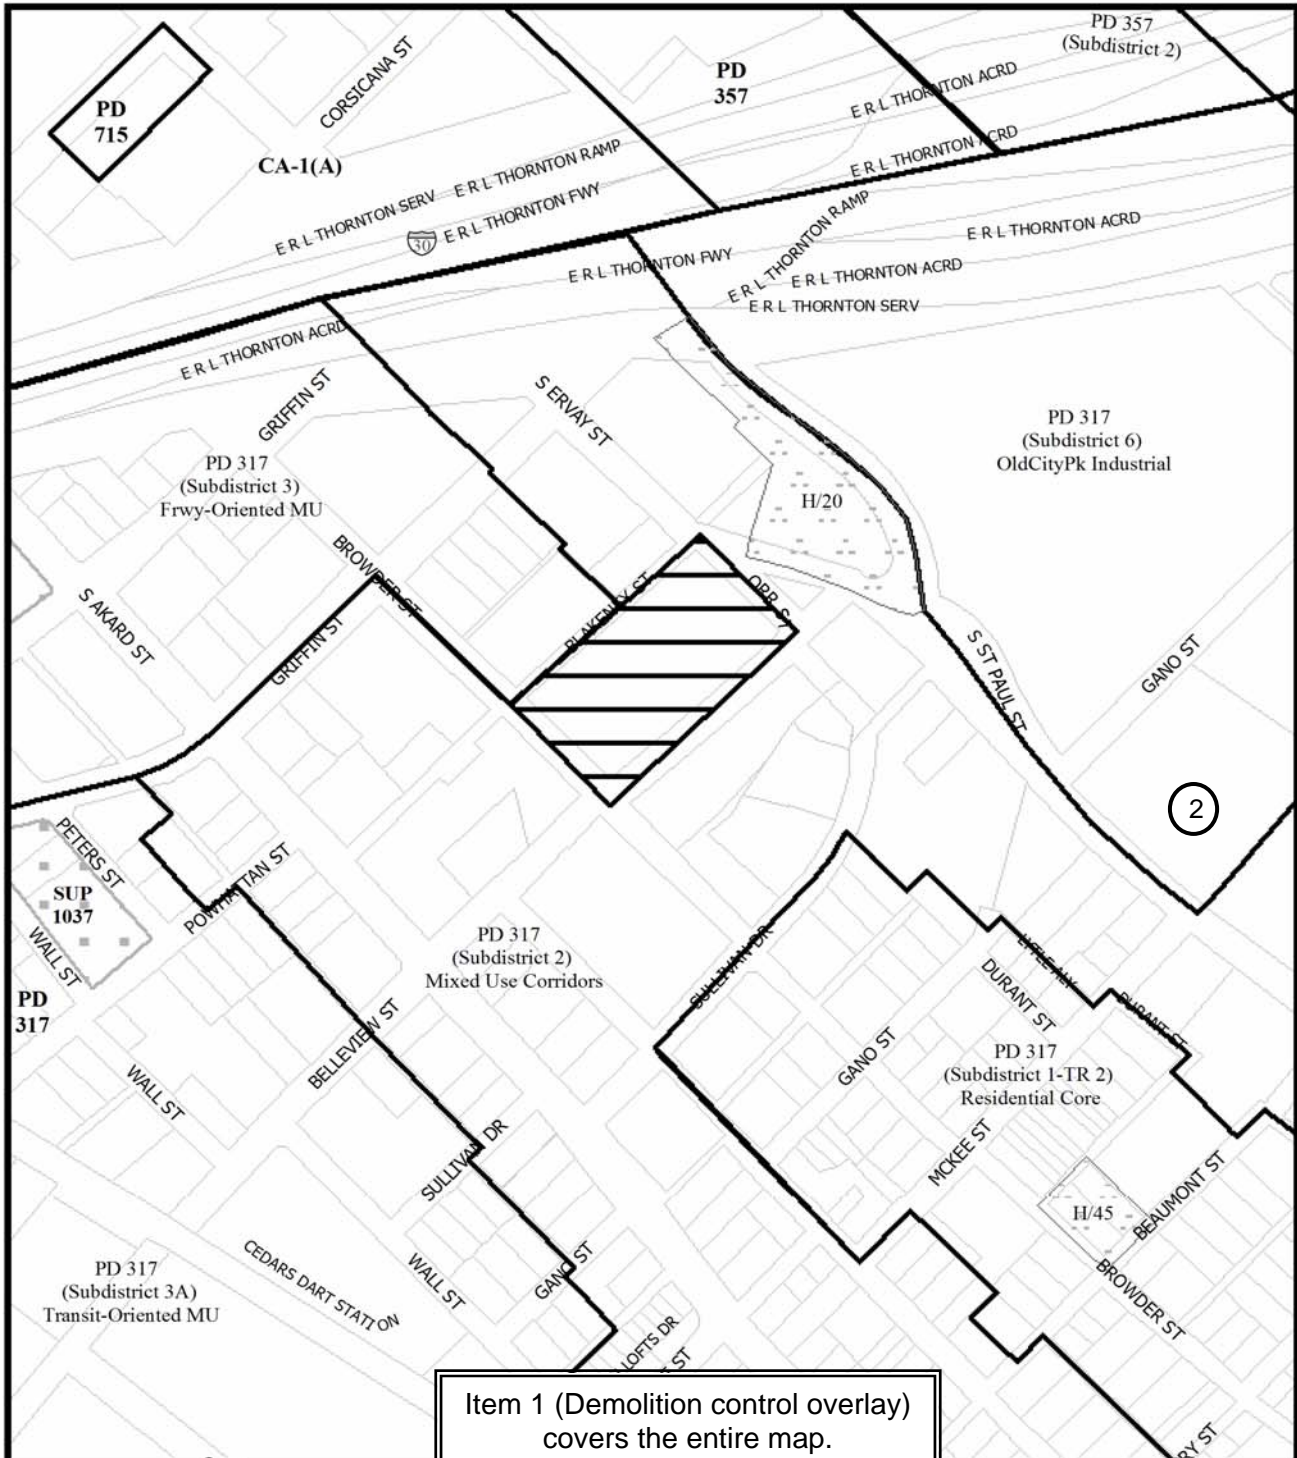 PD 357
(Subdistrict 2)
CORSICANA ST
PD
357
PD
715
E R L THORNTON ACRD
CA-1(A)
E R L THORNTON ACRD
E R L THORNTON RAMP
E R L THORNTON SERV
E R L THORNTON FWY
30
E R L THORNTON RAMP
E R L THORNTON ACRD
E R L THORNTON FWY
E R L THORNTON ACRD
E R L THORNTON SERV
E R L THORNTON ACRD
GRIFFIN ST
S ERVAY ST
PD 317
(Subdistrict 6)
OldCityPk Industrial
PD 317
(Subdistrict 3)
Frwy-Oriented MU
H/20
BROWDER ST
BLAKENEY ST
ORR ST
S AKARD ST
GRIFFIN ST
S ST PAUL ST
GANO ST
2
PETERS ST
POWHATTAN ST
SUP
1037
WALL ST
PD
317
PD 317
(Subdistrict 2)
Mixed Use Corridors
SULLIVAN DR
LYTLE ALY
DURANT ST
DURANT ST
BELLEVIEW ST
GANO ST
PD 317
(Subdistrict 1-TR 2)
Residential Core
WALL ST
MCKEE ST
SULLIVAN DR
H/45
BEAUMONT ST
BROWDER ST
PD 317
(Subdistrict 3A)
Transit-Oriented MU
CEDARS DART STATION
WALL ST
GANO ST
LOFTS DR
ST
RY ST
Item 1 (Demolition control overlay)
covers the entire map.